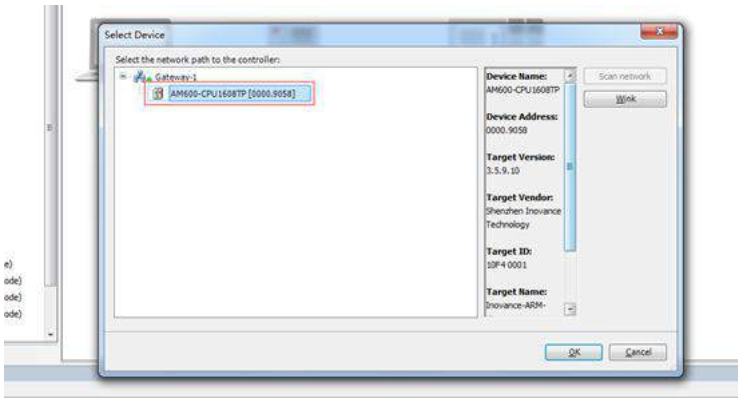 Select Device
Select the network path to the controller:
Gateway-1
AM600-CPU1608TP [0000.9058]
Device Name:
AM600-CPU1608TP
Device Address:
0000.9058
Target Version:
3.5.9.10
Target Vendor:
Shenzhen Inovance
Technology
Target ID:
10F4 0001
Target Name:
Inovance-ARM-
Scan network
Wink
OK
Cancel
e)
ode)
ode)
ode)